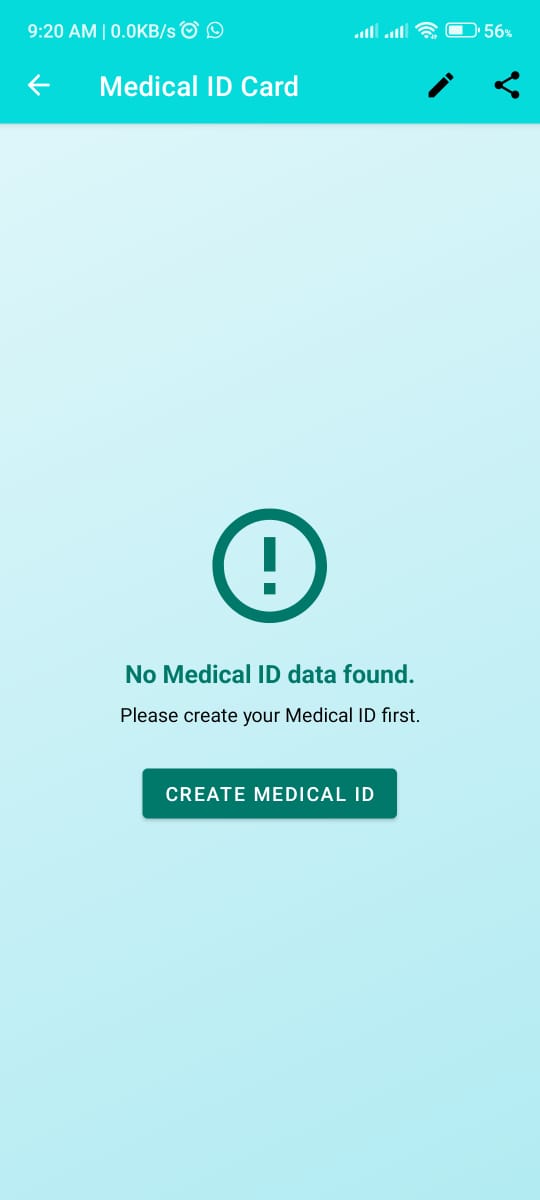 9:20 AM | 0.0KB/s 56%
Medical ID Card
No Medical ID data found.
Please create your Medical ID first.
CREATE MEDICAL ID